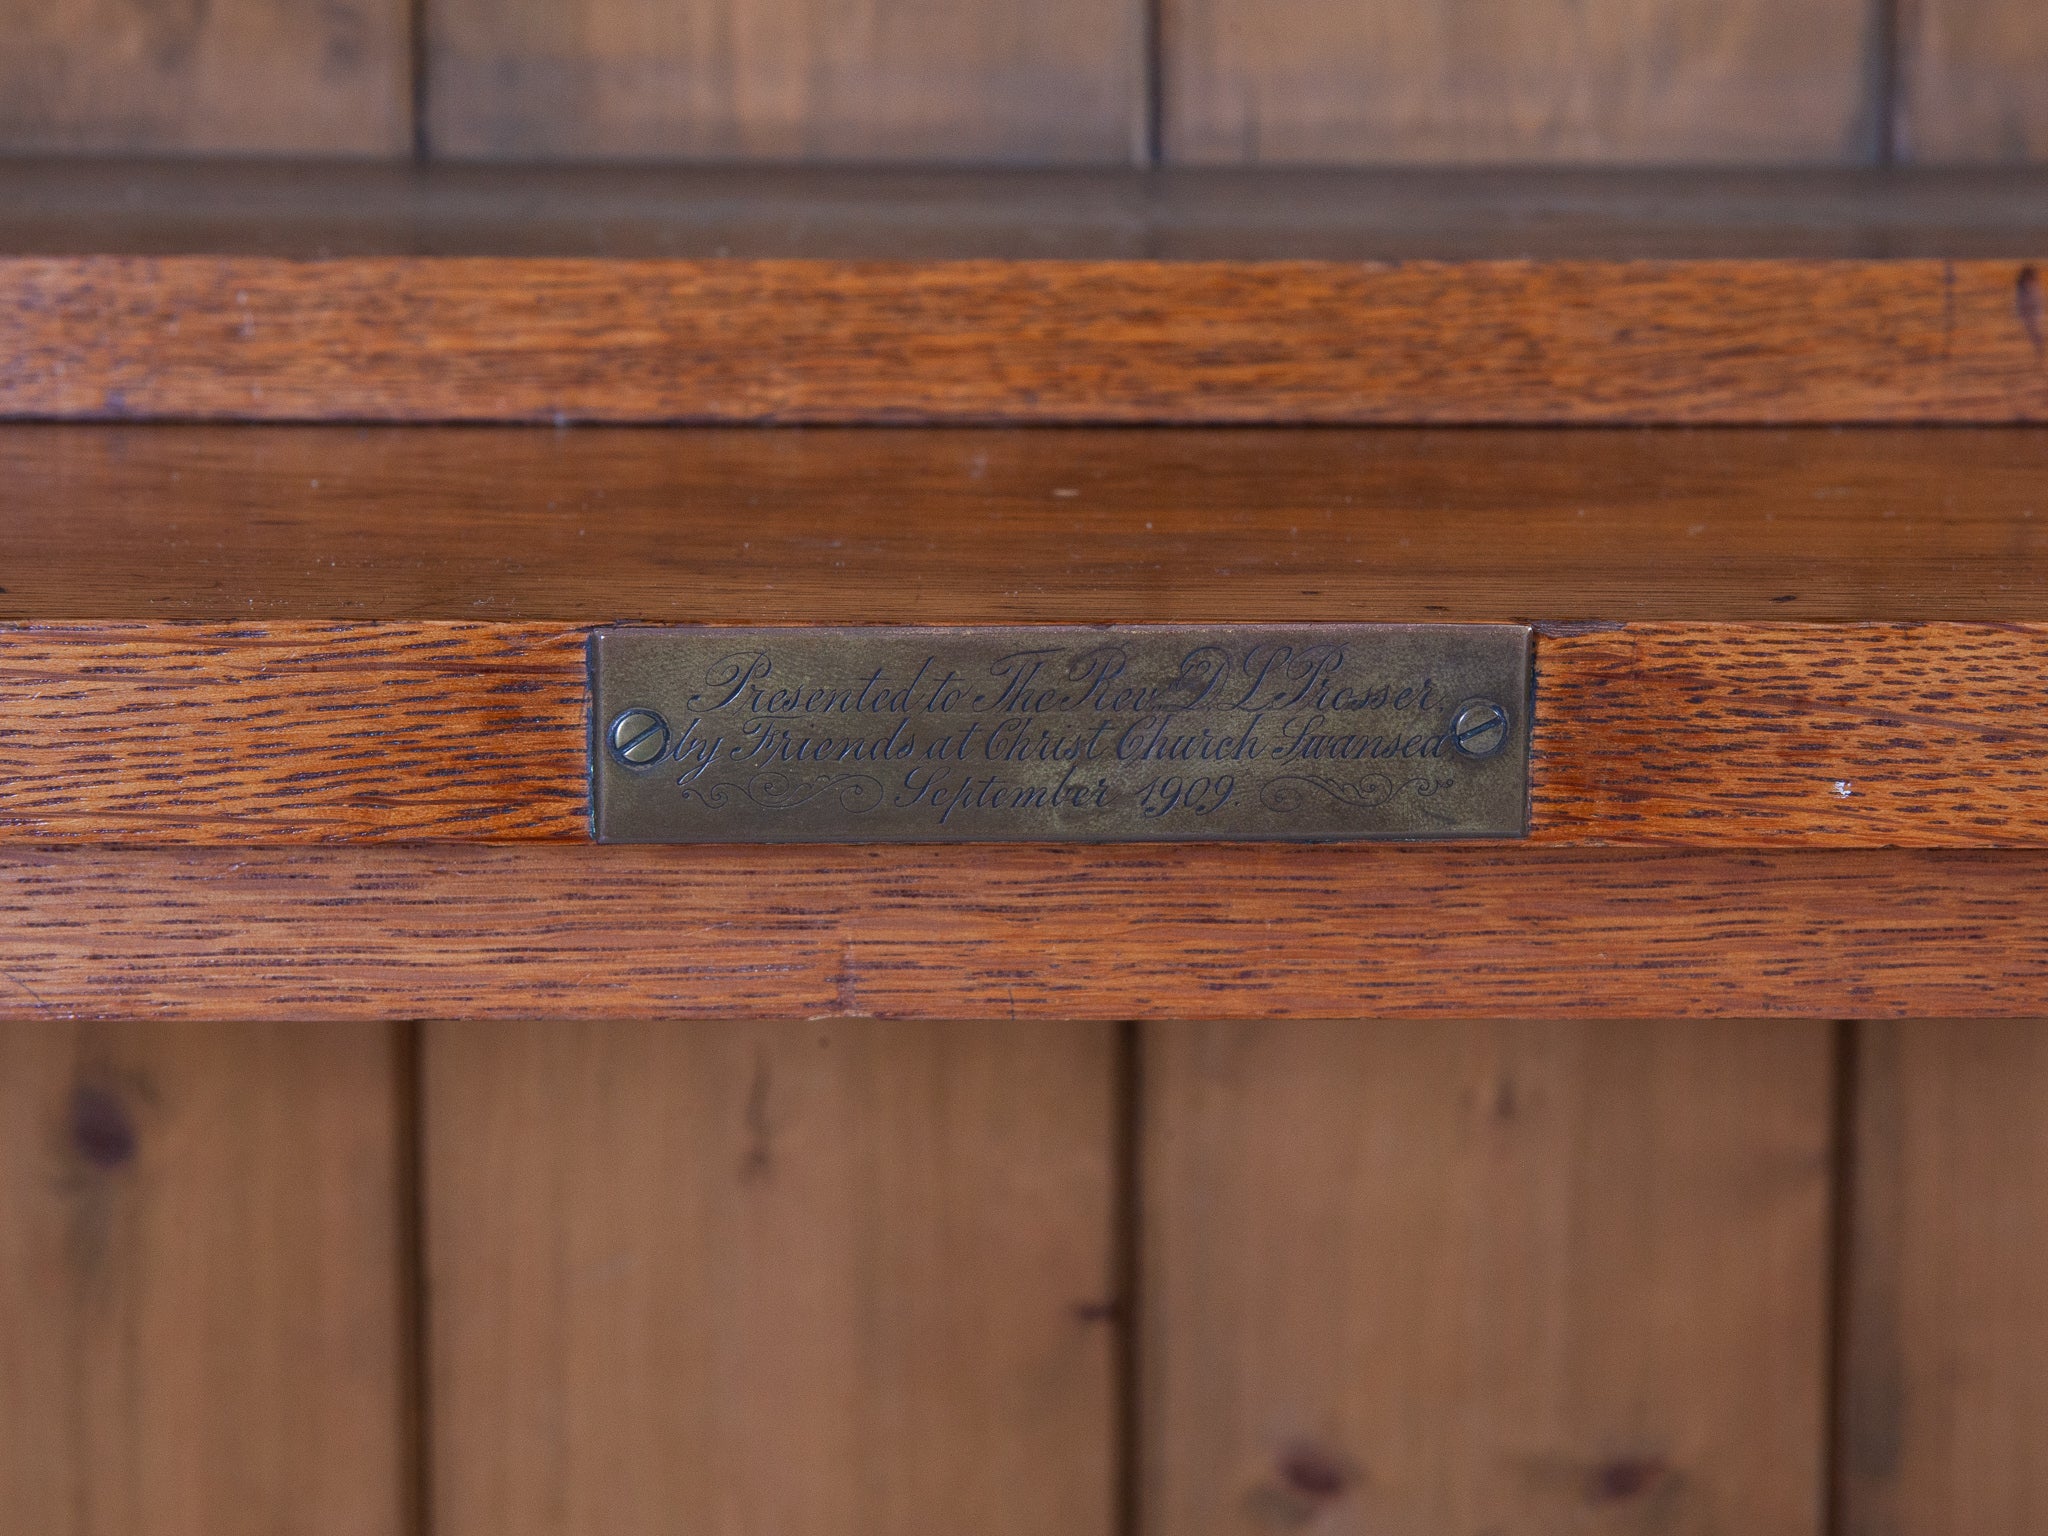 Presented to The Rev.d D L Prosser,
by Friends at Christ Church Swansea
September 1909.